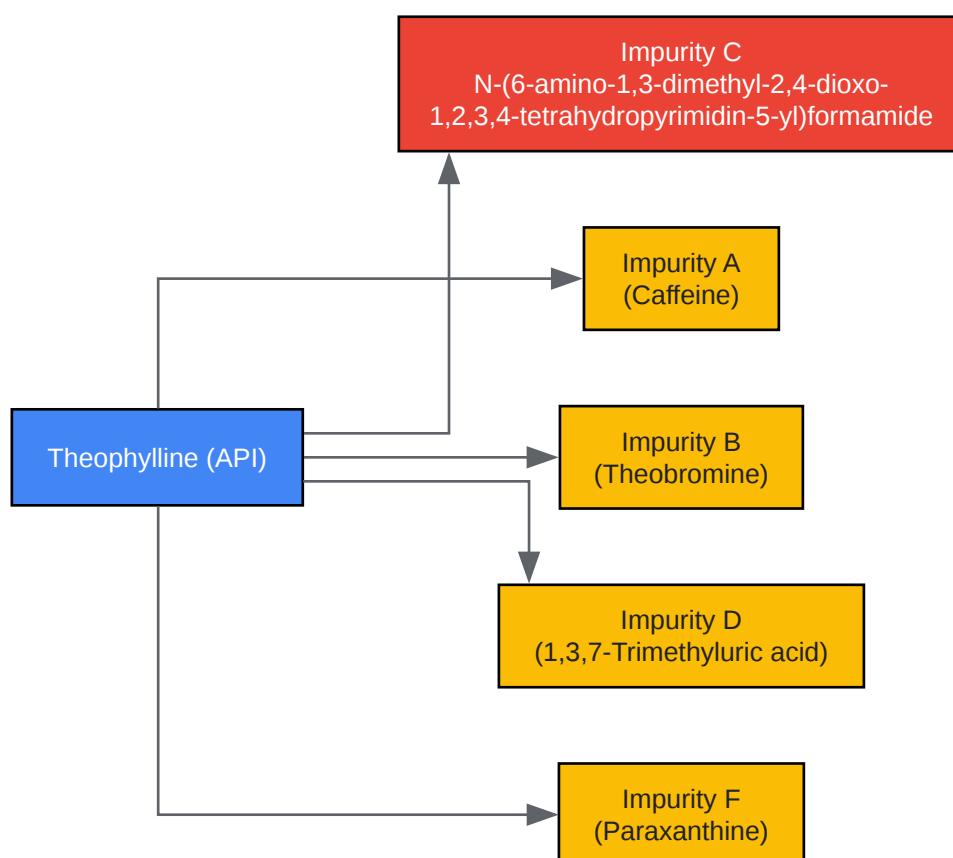 Impurity C
N-(6-amino-1,3-dimethyl-2,4-dioxo-
1,2,3,4-tetrahydropyrimidin-5-yl)formamide
Impurity A
(Caffeine)
Theophylline (API)
Impurity B
(Theobromine)
Impurity D
(1,3,7-Trimethyluric acid)
Impurity F
(Paraxanthine)